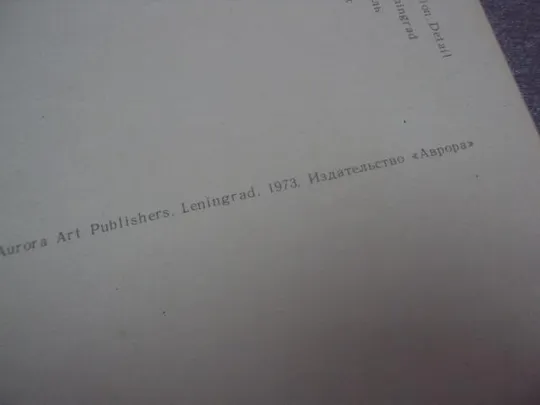 Detail
Aurora Art Publishers. Leningrad. 1973. Издательство «Аврора»